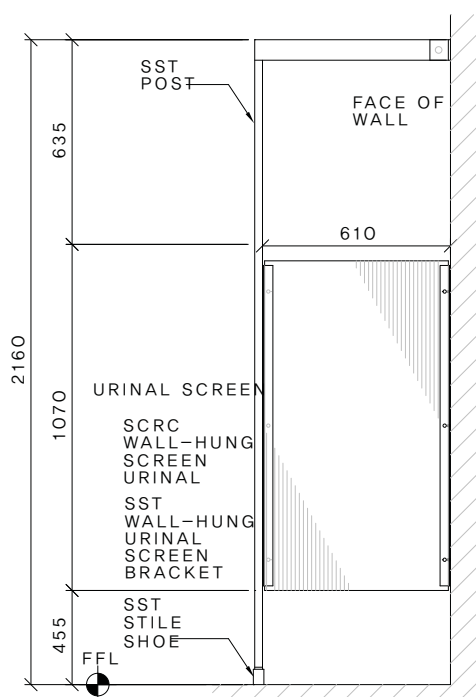 SST
POST
FACE OF
WALL
635
610
2160
1070
URINAL SCREEN
SCRC
WALL-HUNG
SCREEN
URINAL
SST
WALL-HUNG
URINAL
SCREEN
BRACKET
SST
STILE
SHOE
455
FFL